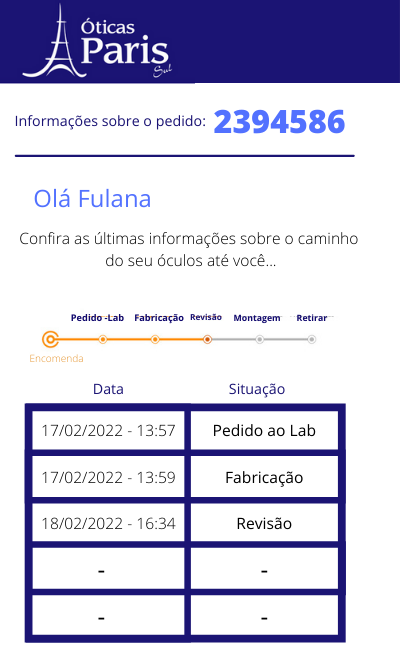 Óticas
Paris
Sul
Informações sobre o pedido: 2394586
Olá Fulana
Confira as últimas informações sobre o caminho
do seu óculos até você...
Pedido -Lab Fabricação Revisão Montagem Retirar
Encomenda
Data Situação
17/02/2022 - 13:57 Pedido ao Lab
17/02/2022 - 13:59 Fabricação
18/02/2022 - 16:34 Revisão
- -
- -